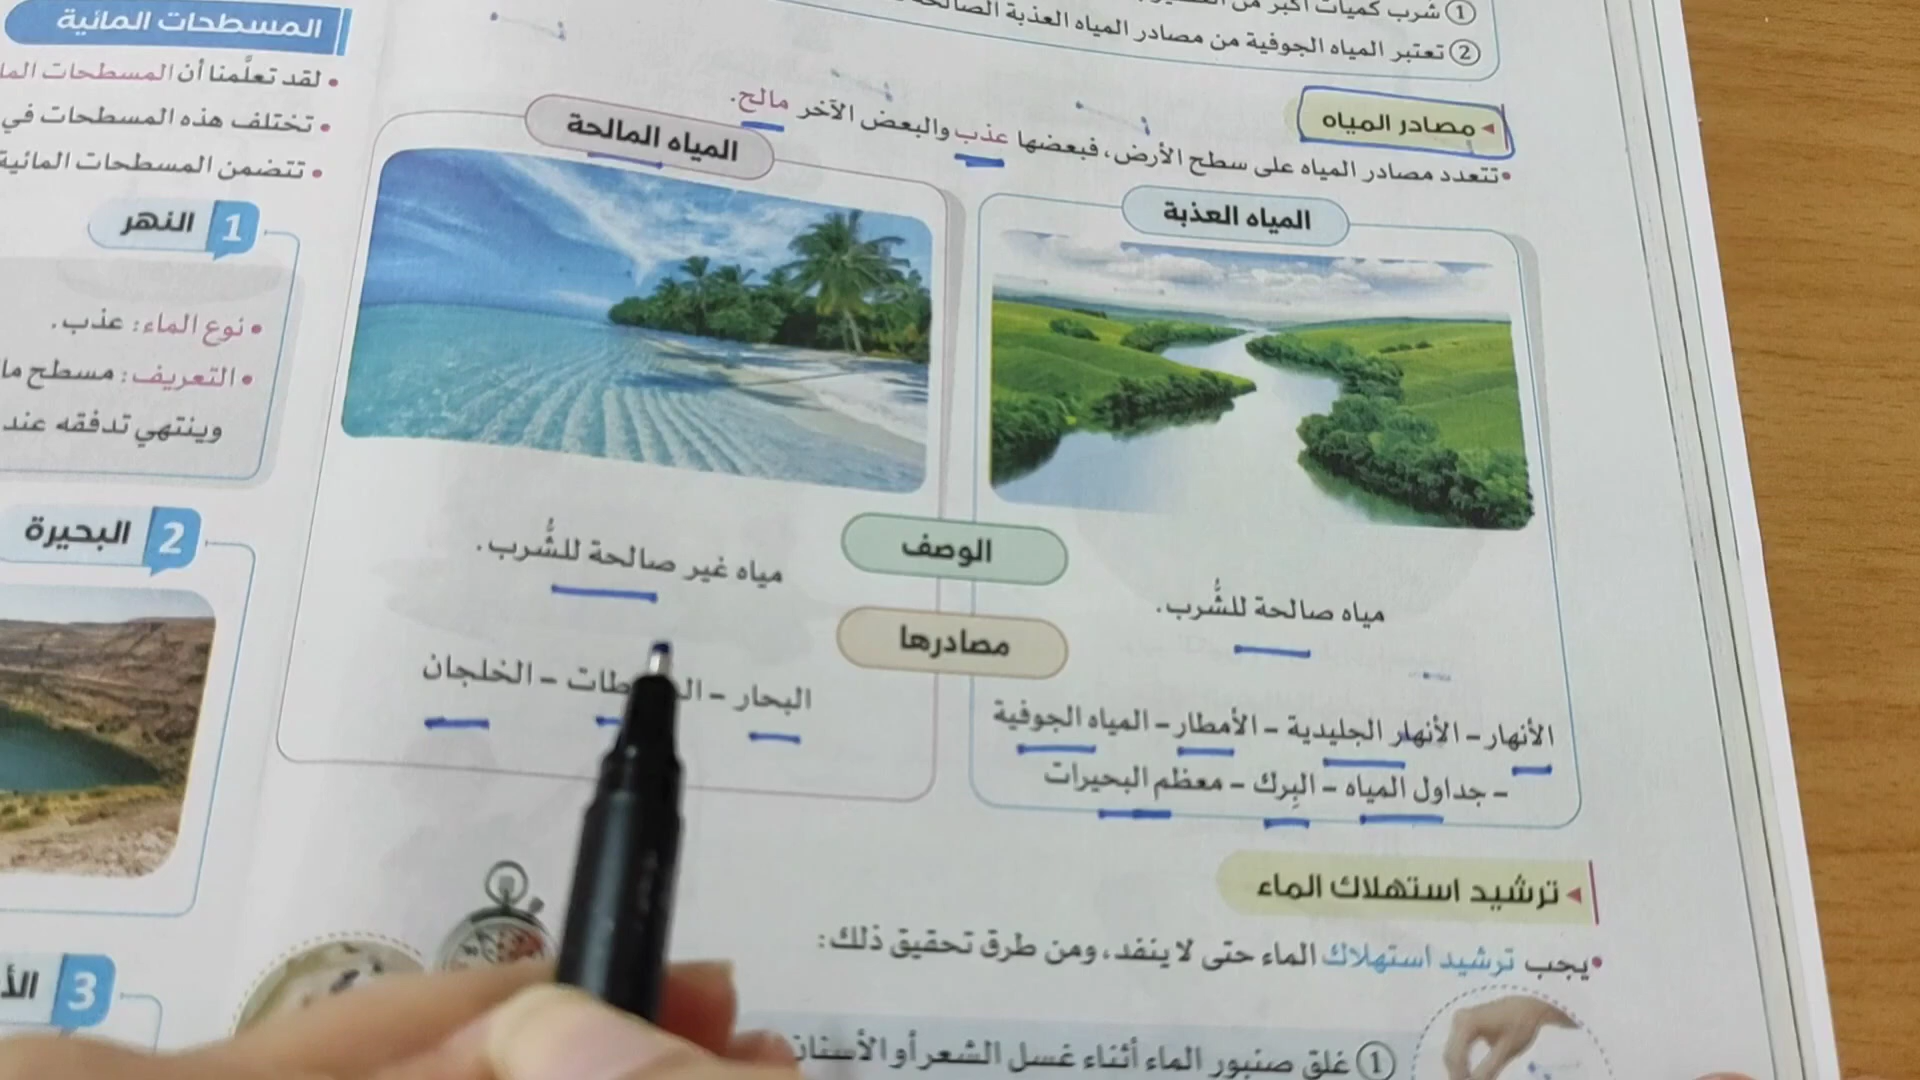 ① شرب كميات أكبر من
② تعتبر المياه الجوفية من مصادر المياه العذبة الصالحة
مصادر المياه
• تتعدد مصادر المياه على سطح الأرض، فبعضها عذب والبعض الآخر مالح.
المياه العذبة
المياه المالحة
الوصف
مياه صالحة للشُّرب.
مياه غير صالحة للشُّرب.
مصادرها
الأنهار - الأنهار الجليدية - الأمطار - المياه الجوفية
- جداول المياه - البِرك - معظم البحيرات
البحار - - الخلجان
ترشيد استهلاك الماء
• يجب ترشيد استهلاك الماء حتى لا ينفد، ومن طرق تحقيق ذلك:
① غلق صنبور الماء أثناء غسل الشعر أو الأسنان
المسطحات المائية
• لقد تعلَّمنا أن المسطحات
• تختلف هذه المسطحات في
• تتضمن المسطحات المائية
1 النهر
• نوع الماء: عذب.
• التعريف: مسطح
وينتهي تدفقه عند
2 البحيرة
3